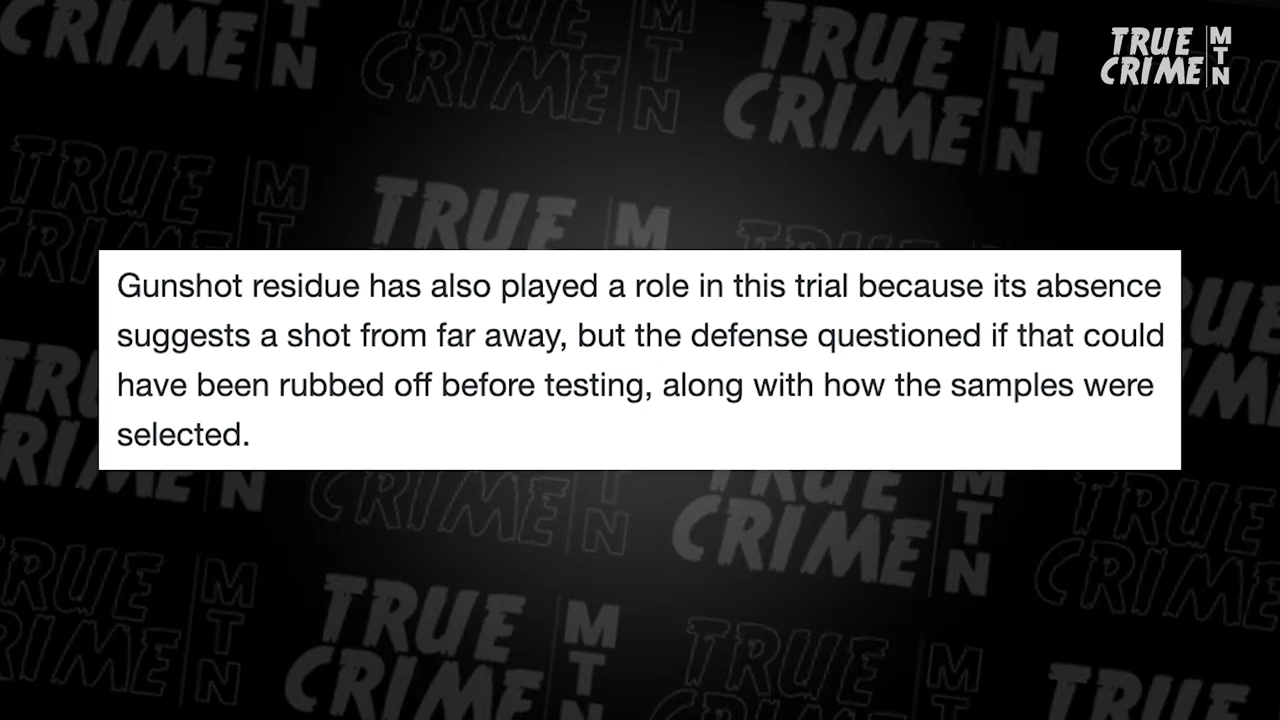 TRUE CRIME MTN
Gunshot residue has also played a role in this trial because its absence
suggests a shot from far away, but the defense questioned if that could
have been rubbed off before testing, along with how the samples were
selected.